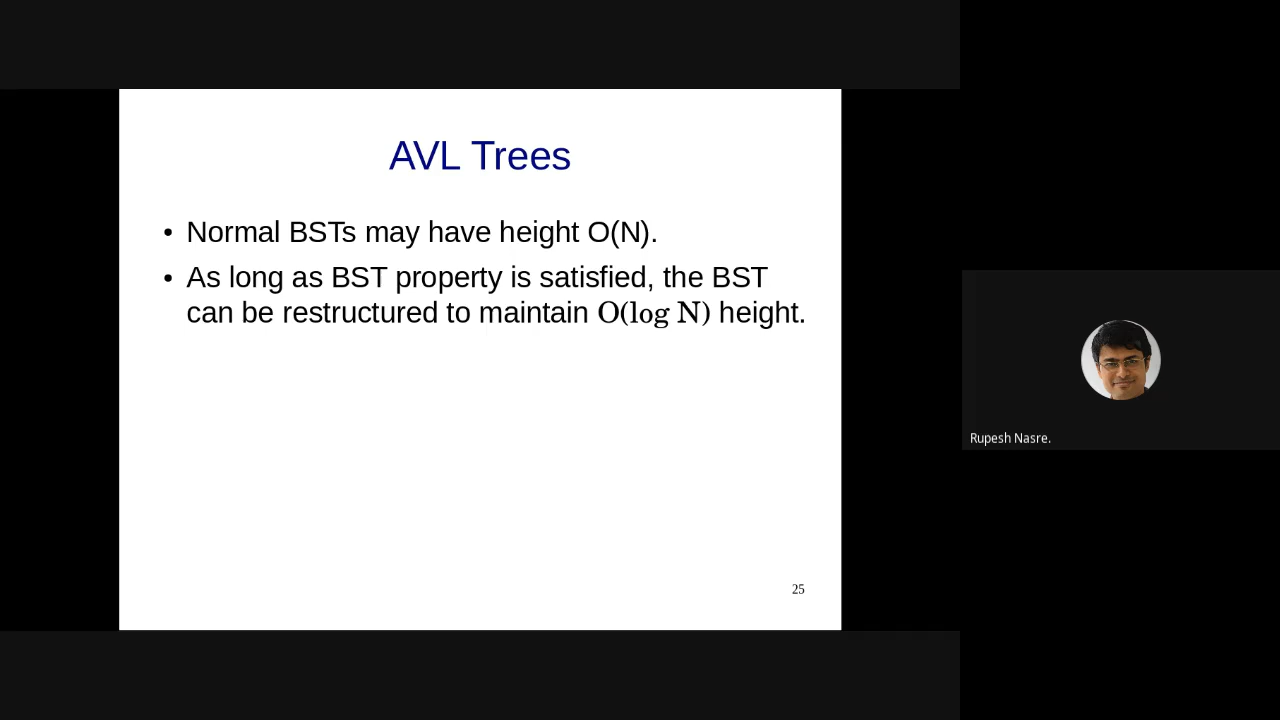 AVL Trees
• Normal BSTs may have height O(N).
• As long as BST property is satisfied, the BST
can be restructured to maintain O(log N) height.
25
Rupesh Nasre.